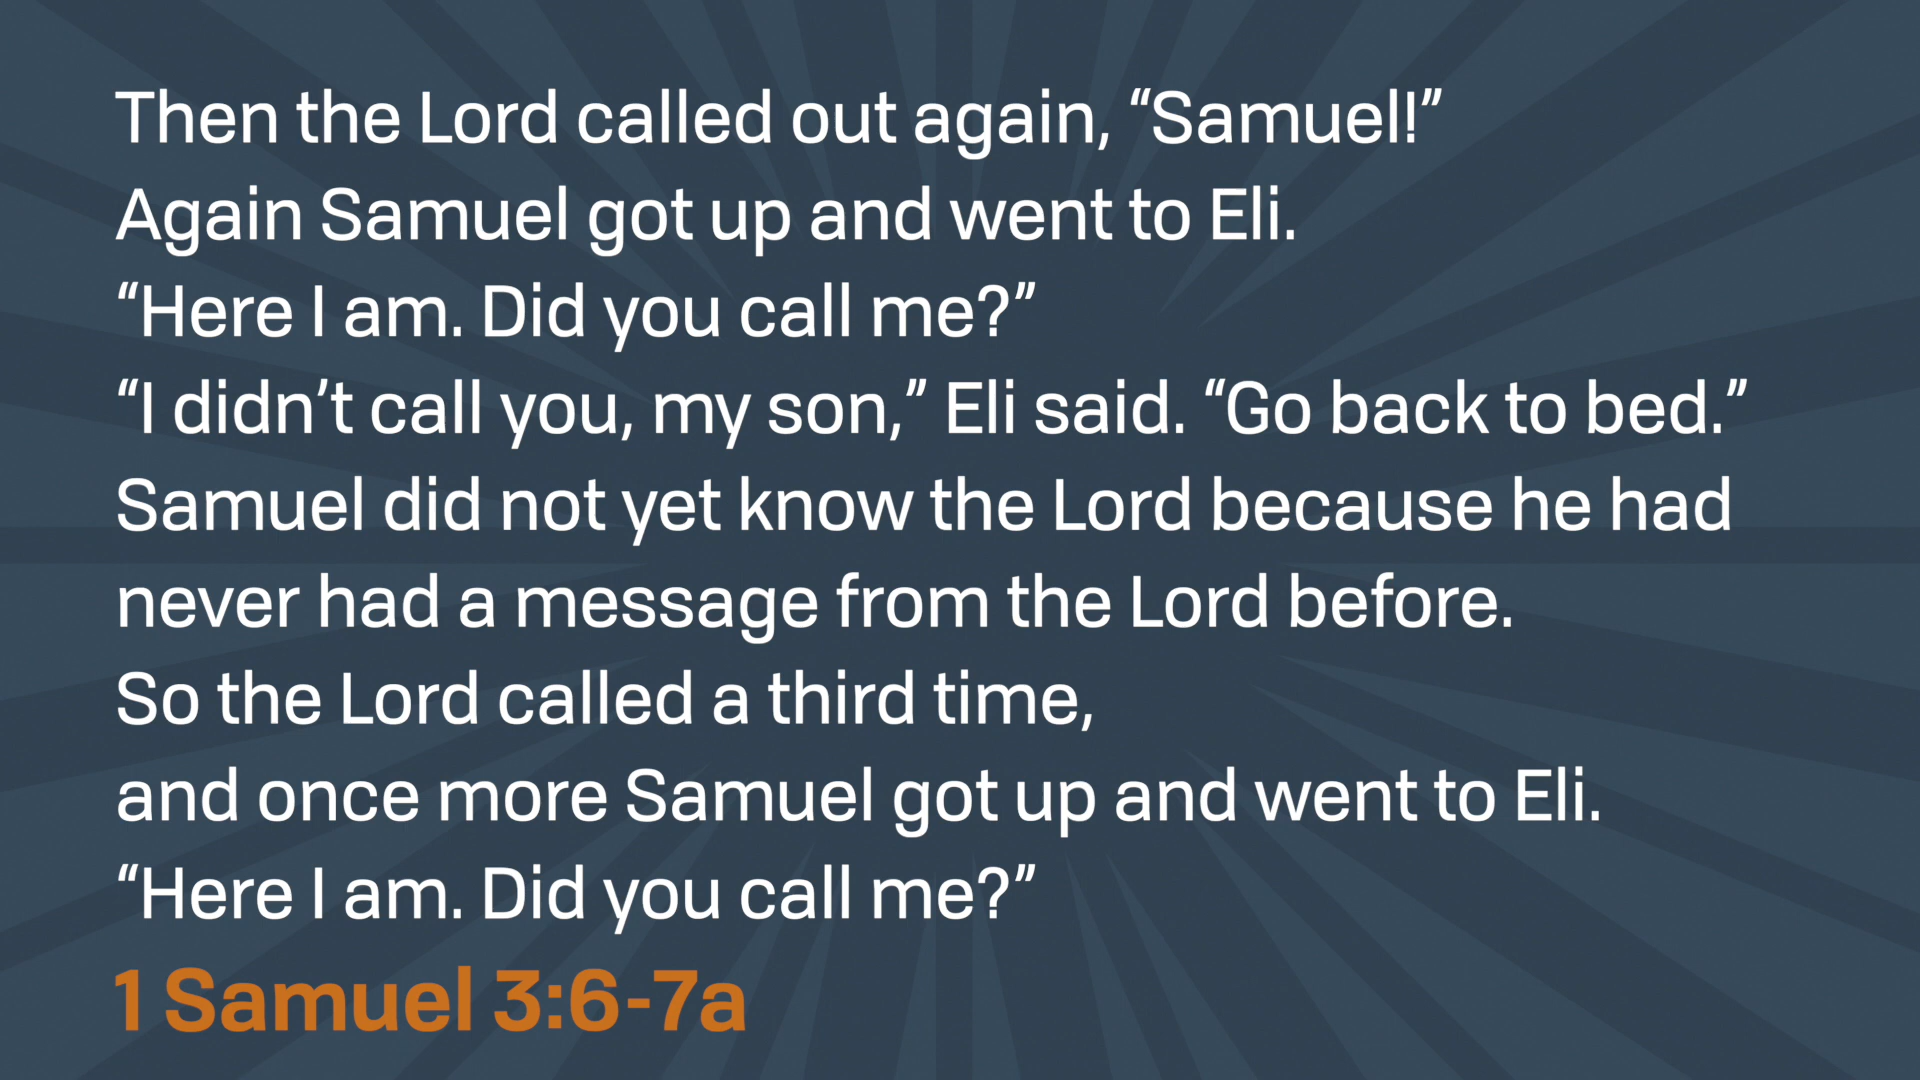 Then the Lord called out again, “Samuel!”
Again Samuel got up and went to Eli.
“Here I am. Did you call me?”
“I didn’t call you, my son,” Eli said. “Go back to bed.”
Samuel did not yet know the Lord because he had
never had a message from the Lord before.
So the Lord called a third time,
and once more Samuel got up and went to Eli.
“Here I am. Did you call me?”
1 Samuel 3:6-7a